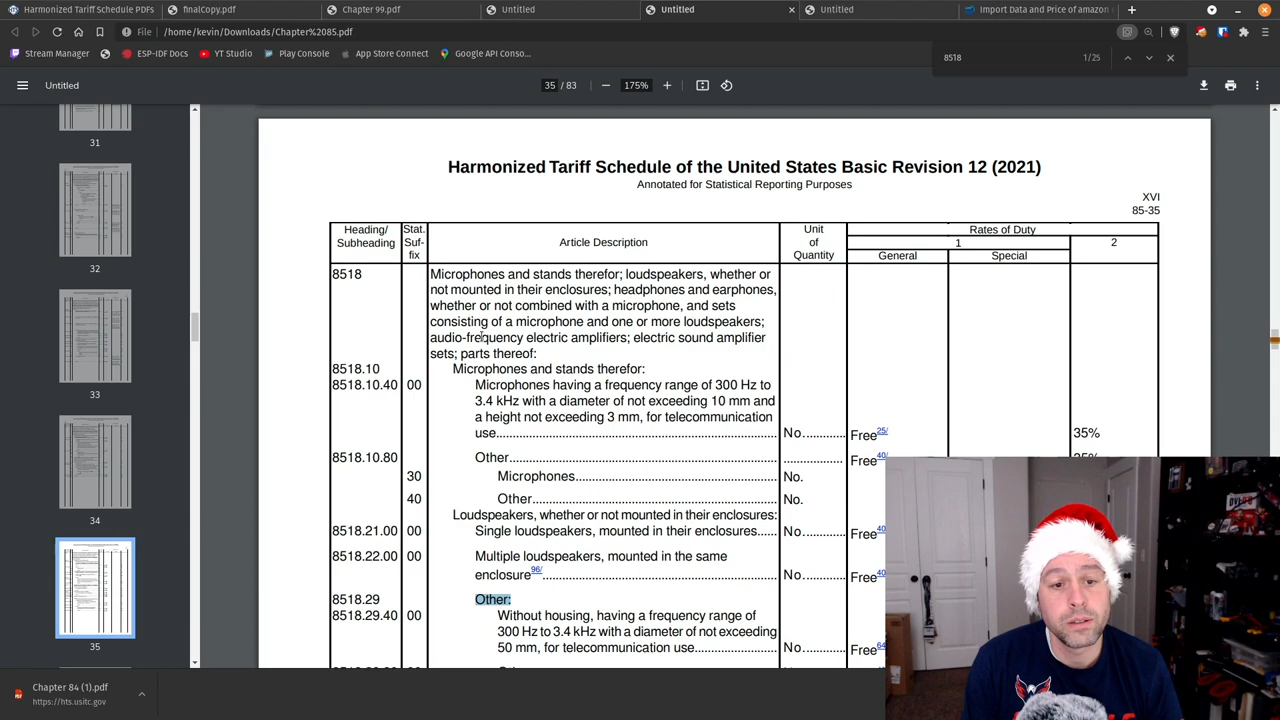 Harmonized Tariff Schedule PDFs
finalCopy.pdf
Chapter 99.pdf
Untitled
Untitled
Untitled
Import Data and Price of amazon
File
/home/kevin/Downloads/Chapter%2085.pdf
Stream Manager
ESP-IDF Docs
YT Studio
Play Console
App Store Connect
Google API Conso...
8518
1/25
Untitled
35 / 83
175%
31
32
33
34
35
Harmonized Tariff Schedule of the United States Basic Revision 12 (2021)
Annotated for Statistical Reporting Purposes
XVI
85-35
Heading/ Subheading
Stat. Suf- fix
Article Description
Unit of Quantity
Rates of Duty
1
2
General
Special
8518 Microphones and stands therefor; loudspeakers, whether or
not mounted in their enclosures; headphones and earphones,
whether or not combined with a microphone, and sets
consisting of a microphone and one or more loudspeakers;
audio-frequency electric amplifiers; electric sound amplifier
sets; parts thereof:
8518.10 Microphones and stands therefor:
8518.10.40 00 Microphones having a frequency range of 300 Hz to
3.4 kHz with a diameter of not exceeding 10 mm and
a height not exceeding 3 mm, for telecommunication
use.................... No............ Free25/ 35%
8518.10.80 Other.................... .................. Free40/
30 Microphones.................... No.
40 Other.................... No.
Loudspeakers, whether or not mounted in their enclosures:
8518.21.00 00 Single loudspeakers, mounted in their enclosures...... No............ Free40
8518.22.00 00 Multiple loudspeakers, mounted in the same
enclosure96/.................... No............ Free40
8518.29 Other:
8518.29.40 00 Without housing, having a frequency range of
300 Hz to 3.4 kHz with a diameter of not exceeding
50 mm, for telecommunication use.................... No............ Free64
Chapter 84 (1).pdf
https://hts.usitc.gov